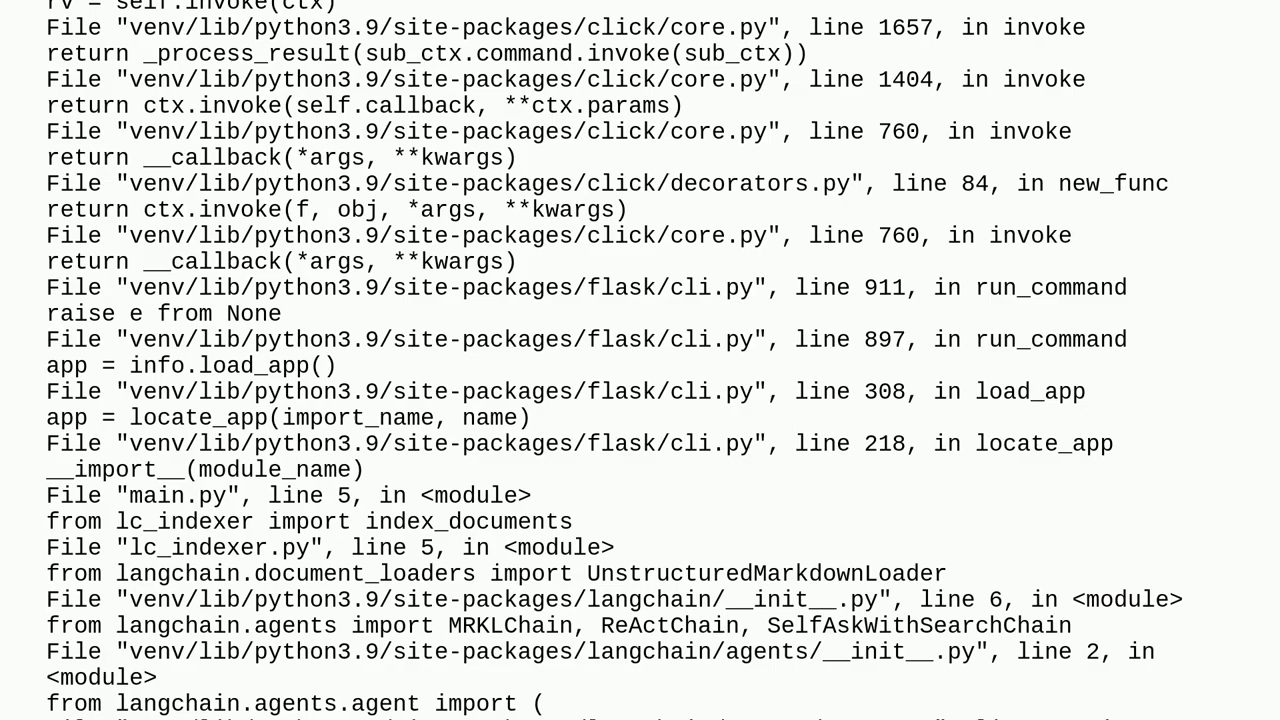 rv = self.invoke(ctx)
File "venv/lib/python3.9/site-packages/click/core.py", line 1657, in invoke
return _process_result(sub_ctx.command.invoke(sub_ctx))
File "venv/lib/python3.9/site-packages/click/core.py", line 1404, in invoke
return ctx.invoke(self.callback, **ctx.params)
File "venv/lib/python3.9/site-packages/click/core.py", line 760, in invoke
return __callback(*args, **kwargs)
File "venv/lib/python3.9/site-packages/click/decorators.py", line 84, in new_func
return ctx.invoke(f, obj, *args, **kwargs)
File "venv/lib/python3.9/site-packages/click/core.py", line 760, in invoke
return __callback(*args, **kwargs)
File "venv/lib/python3.9/site-packages/flask/cli.py", line 911, in run_command
raise e from None
File "venv/lib/python3.9/site-packages/flask/cli.py", line 897, in run_command
app = info.load_app()
File "venv/lib/python3.9/site-packages/flask/cli.py", line 308, in load_app
app = locate_app(import_name, name)
File "venv/lib/python3.9/site-packages/flask/cli.py", line 218, in locate_app
__import__(module_name)
File "main.py", line 5, in <module>
from lc_indexer import index_documents
File "lc_indexer.py", line 5, in <module>
from langchain.document_loaders import UnstructuredMarkdownLoader
File "venv/lib/python3.9/site-packages/langchain/__init__.py", line 6, in <module>
from langchain.agents import MRKLChain, ReActChain, SelfAskWithSearchChain
File "venv/lib/python3.9/site-packages/langchain/agents/__init__.py", line 2, in
<module>
from langchain.agents.agent import (